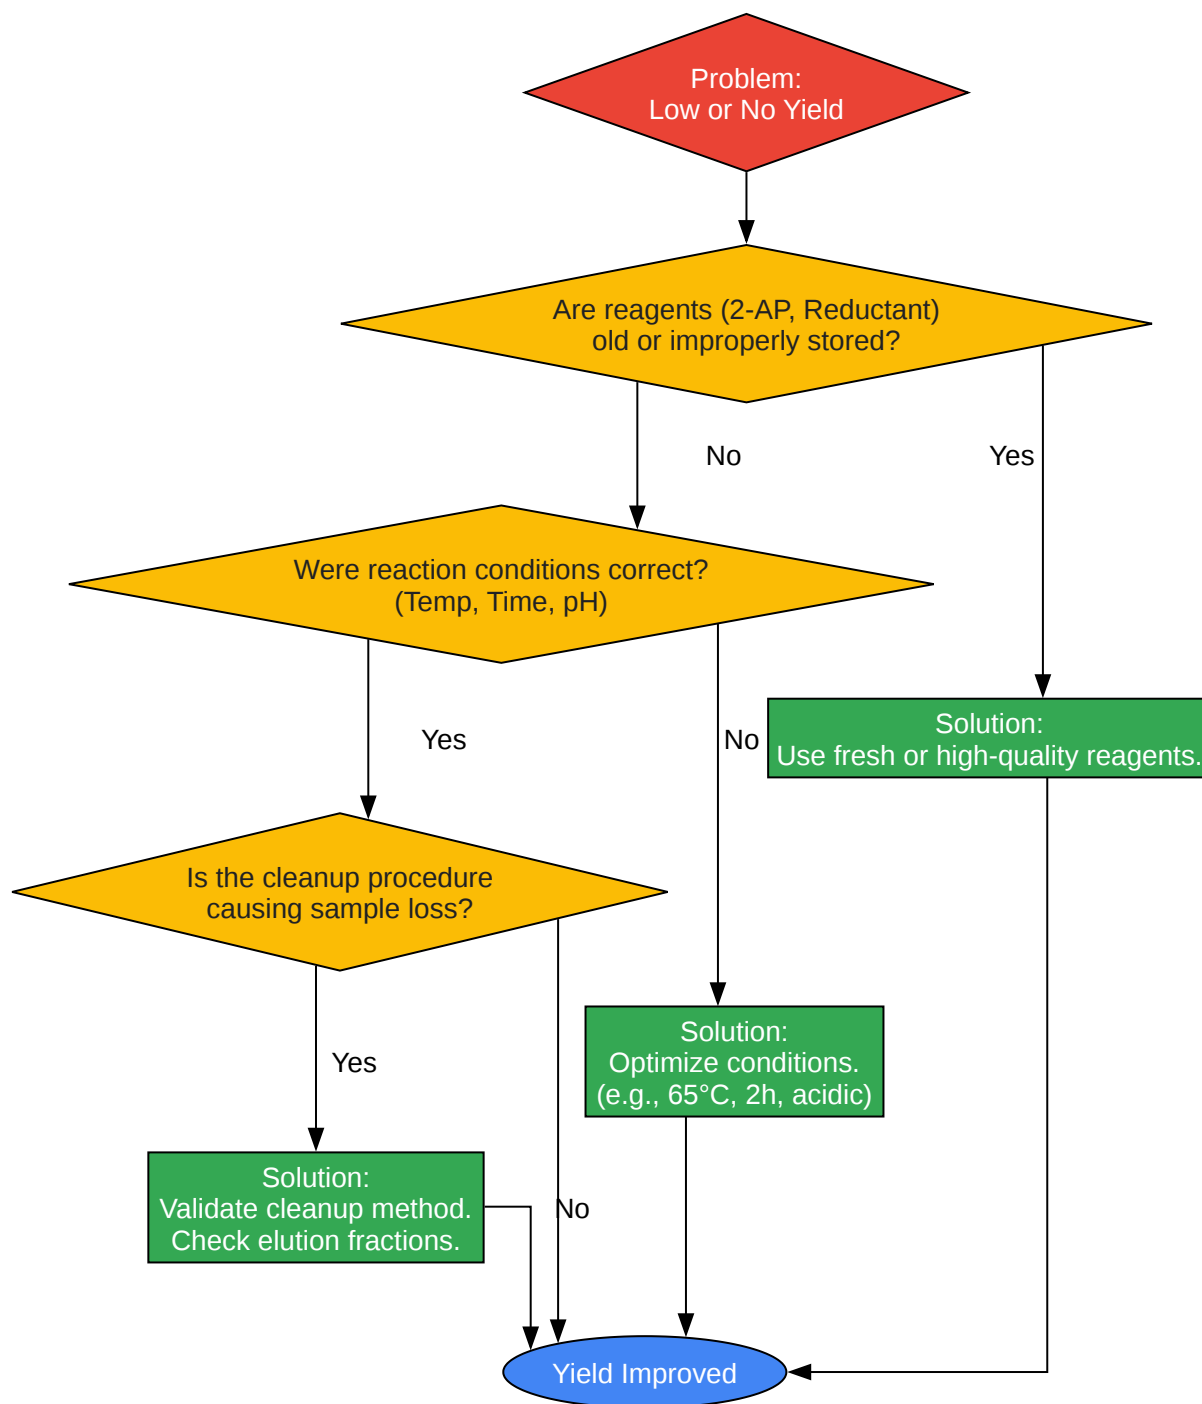 Problem:
Low or No Yield
Are reagents (2-AP, Reductant)
old or improperly stored?
No
Yes
Were reaction conditions correct?
(Temp, Time, pH)
Yes
No
Solution:
Use fresh or high-quality reagents.
Is the cleanup procedure
causing sample loss?
Yes
Solution:
Optimize conditions.
(e.g., 65°C, 2h, acidic)
Solution:
Validate cleanup method.
Check elution fractions.
No
Yield Improved